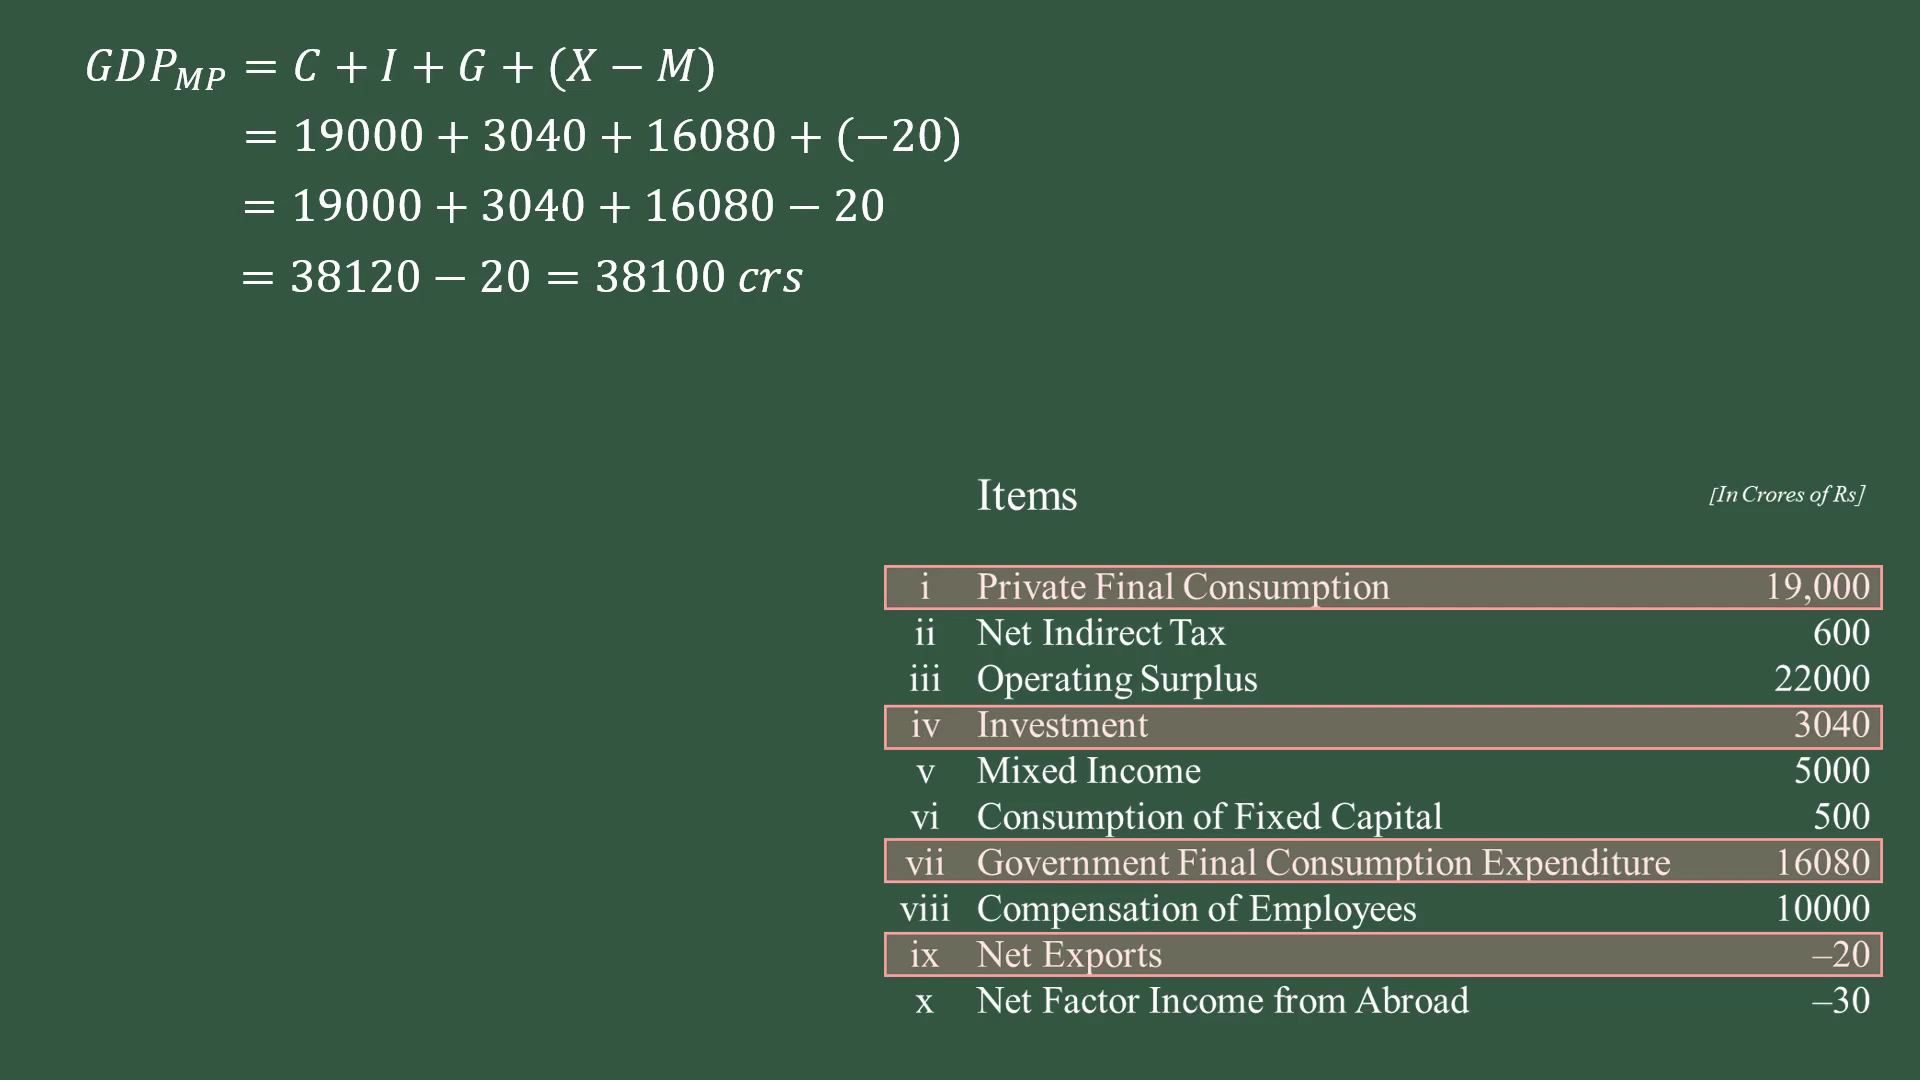 GDP_MP = C + I + G + (X − M)
= 19000 + 3040 + 16080 + (−20)
= 19000 + 3040 + 16080 − 20
= 38120 − 20 = 38100 crs
Items [In Crores of Rs]
i Private Final Consumption 19,000
ii Net Indirect Tax 600
iii Operating Surplus 22000
iv Investment 3040
v Mixed Income 5000
vi Consumption of Fixed Capital 500
vii Government Final Consumption Expenditure 16080
viii Compensation of Employees 10000
ix Net Exports –20
x Net Factor Income from Abroad –30